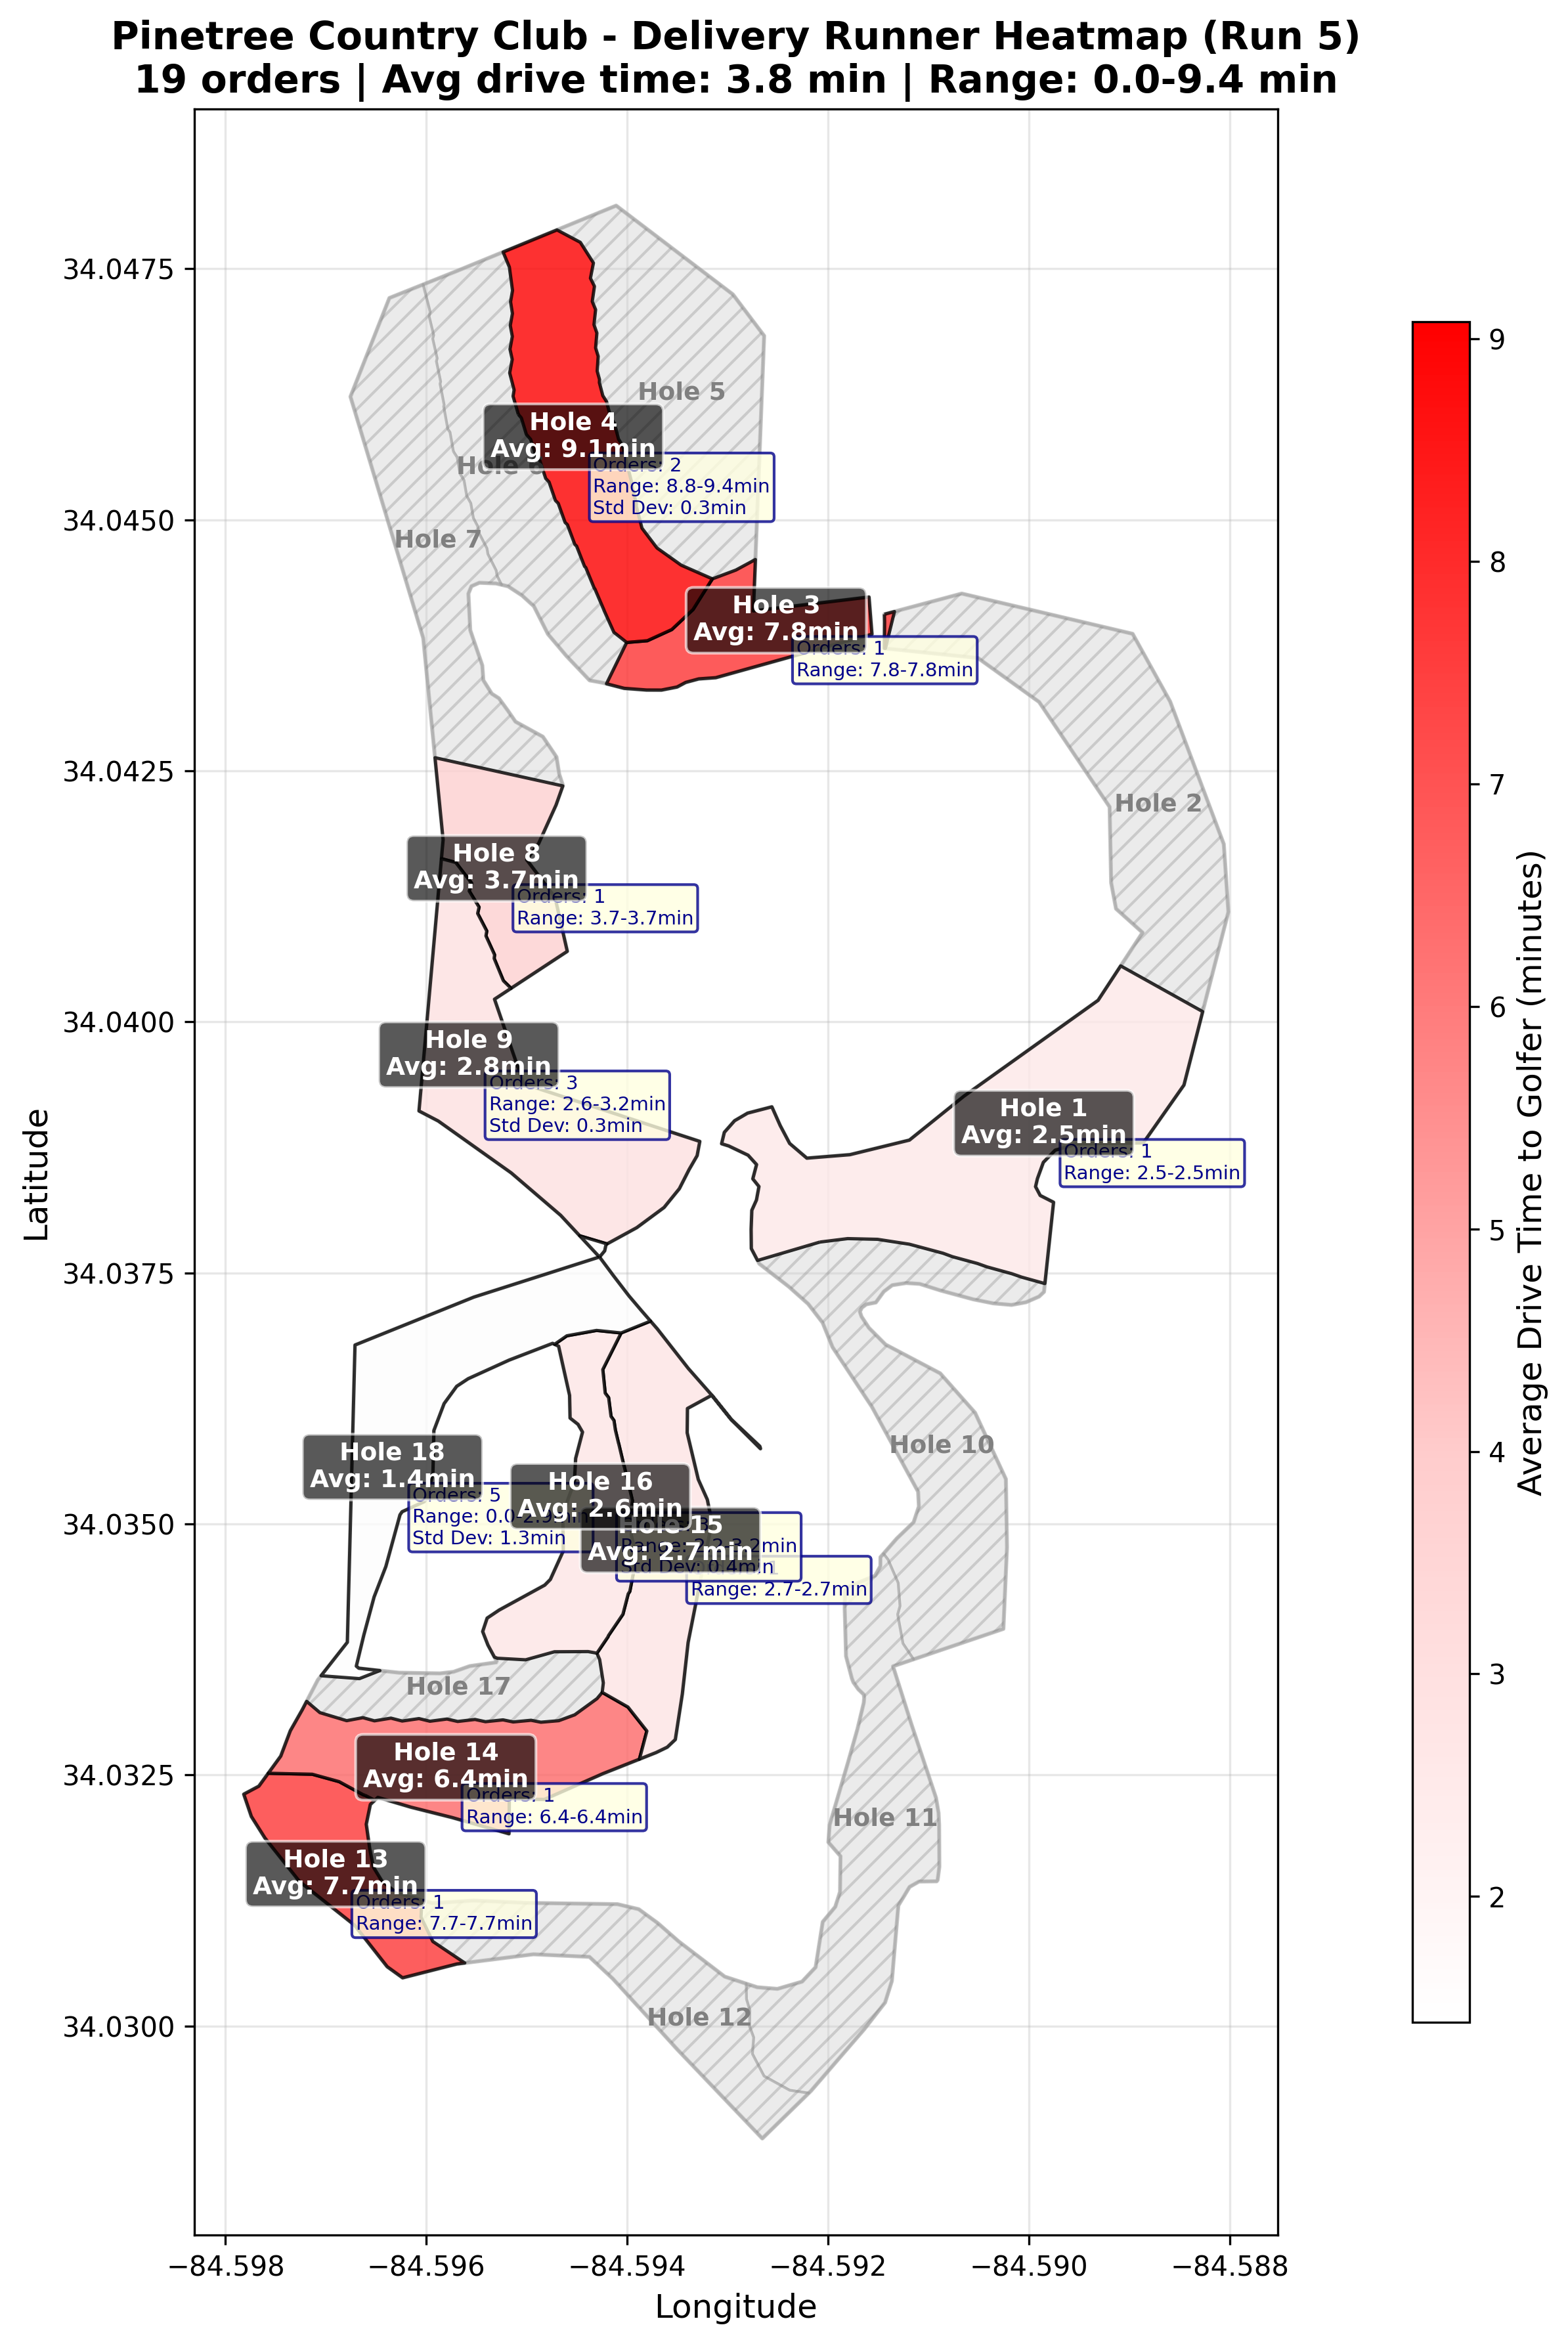 Pinetree Country Club - Delivery Runner Heatmap (Run 5)
19 orders | Avg drive time: 3.8 min | Range: 0.0-9.4 min
34.0475
34.0450
34.0425
34.0400
34.0375
34.0350
34.0325
34.0300
Latitude
−84.598
−84.596
−84.594
−84.592
−84.590
−84.588
Longitude
Hole 5
Hole 4
Avg: 9.1min
Orders: 2
Range: 8.8-9.4min
Std Dev: 0.3min
Hole 7
Hole 3
Avg: 7.8min
Orders: 1
Range: 7.8-7.8min
Hole 2
Hole 8
Avg: 3.7min
Orders: 1
Range: 3.7-3.7min
Hole 9
Avg: 2.8min
Orders: 3
Range: 2.6-3.2min
Std Dev: 0.3min
Hole 1
Avg: 2.5min
Orders: 1
Range: 2.5-2.5min
Hole 10
Hole 18
Avg: 1.4min
Orders: 5
Range:
Std Dev: 1.3min
Hole 16
Avg: 2.6min
Hole 15
Avg: 2.7min
Std Dev: 0.4min
Range: 2.7-2.7min
Hole 17
Hole 14
Avg: 6.4min
Orders: 1
Range: 6.4-6.4min
Hole 11
Hole 13
Avg: 7.7min
Orders: 1
Range: 7.7-7.7min
Hole 12
9
8
7
6
5
4
3
2
Average Drive Time to Golfer (minutes)